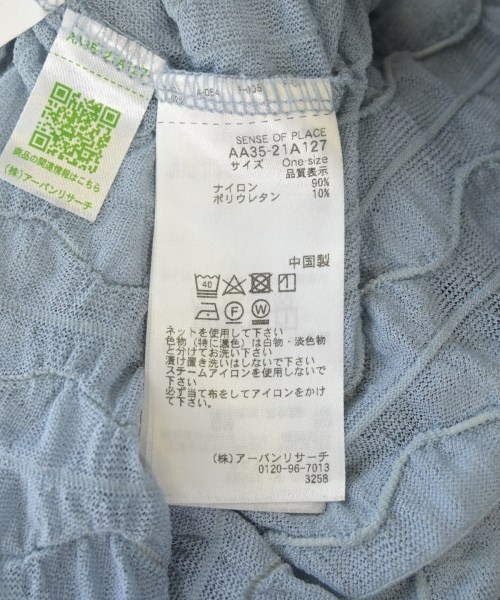 AA35-21A127
商品の関連情報はこちら
(株)アーバンリサーチ
SENSE OF PLACE
AA35-21A127
サイズ One-size
品質表示
ナイロン 90%
ポリウレタン 10%
中国製
40
F
W
ネットを使用して下さい
色物（特に濃色）は白物・淡色物
と分けてお洗い下さい
漬け置き洗いはしないで下さい
スチームアイロンを使用しないで
下さい
必ず当て布をしてアイロンをかけ
て下さい。
(株)アーバンリサーチ
0120-96-7013
3258